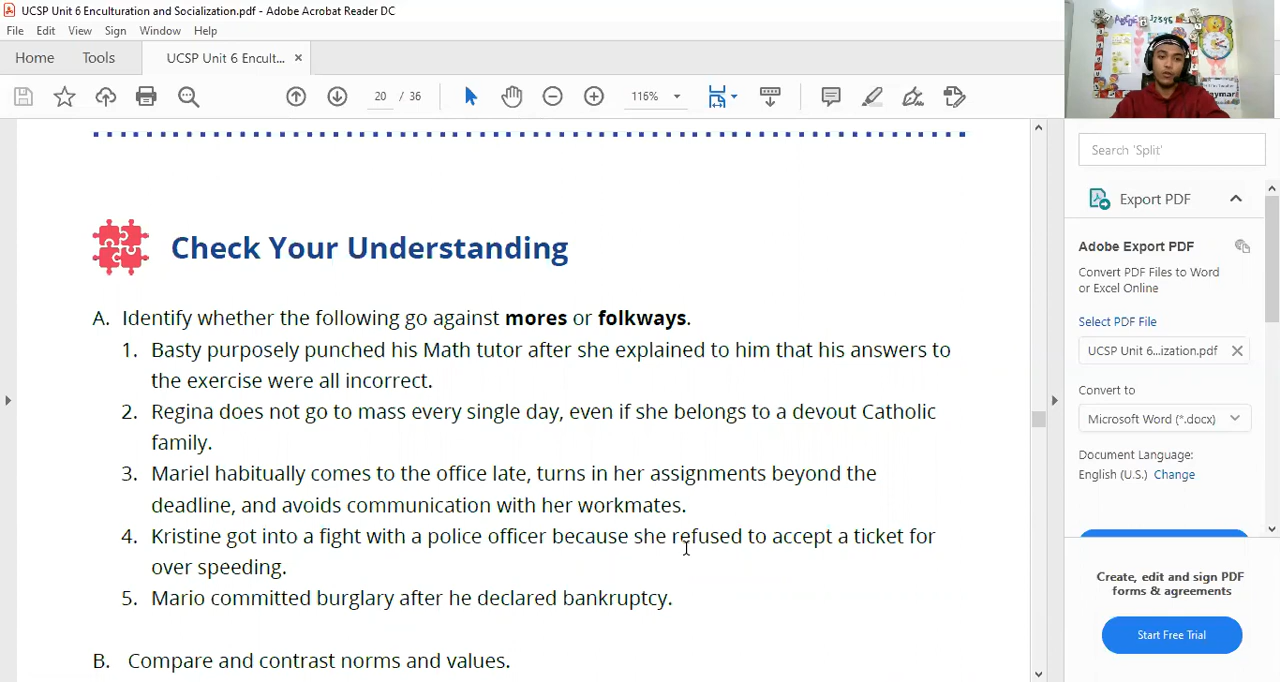 UCSP Unit 6 Enculturation and Socialization.pdf - Adobe Acrobat Reader DC
File Edit View Sign Window Help
Home Tools UCSP Unit 6 Encult... ×
20 / 36 116%
Search 'Split'
Export PDF
Adobe Export PDF
Convert PDF Files to Word
or Excel Online
Select PDF File
UCSP Unit 6...ization.pdf
Convert to
Microsoft Word (*.docx)
Document Language:
English (U.S.) Change
Create, edit and sign PDF
forms & agreements
Start Free Trial
Check Your Understanding
A. Identify whether the following go against mores or folkways.
1. Basty purposely punched his Math tutor after she explained to him that his answers to
the exercise were all incorrect.
2. Regina does not go to mass every single day, even if she belongs to a devout Catholic
family.
3. Mariel habitually comes to the office late, turns in her assignments beyond the
deadline, and avoids communication with her workmates.
4. Kristine got into a fight with a police officer because she refused to accept a ticket for
over speeding.
5. Mario committed burglary after he declared bankruptcy.
B. Compare and contrast norms and values.